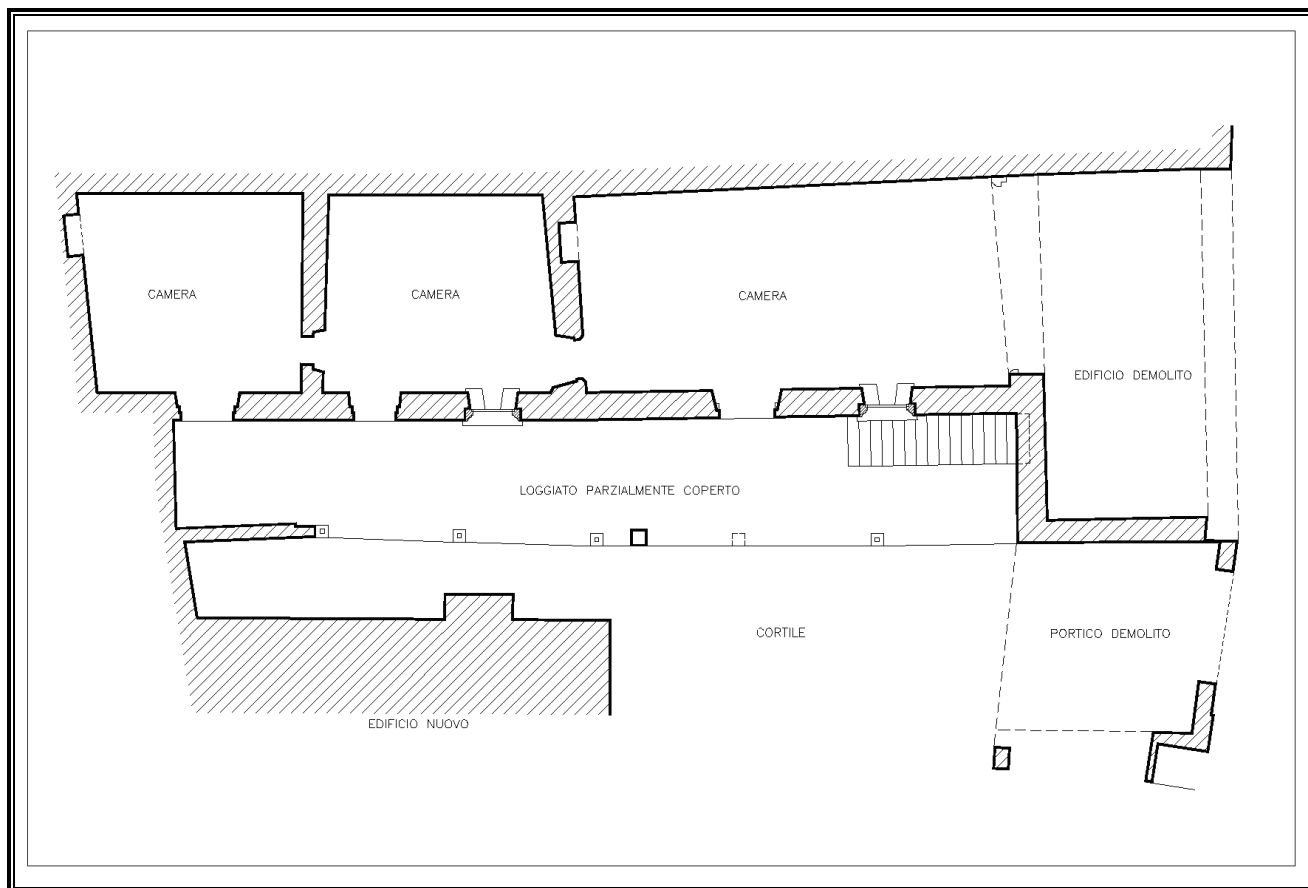 CAMERA
CAMERA
CAMERA
EDIFICIO DEMOLITO
LOGGIATO PARZIALMENTE COPERTO
CORTILE
PORTICO DEMOLITO
EDIFICIO NUOVO